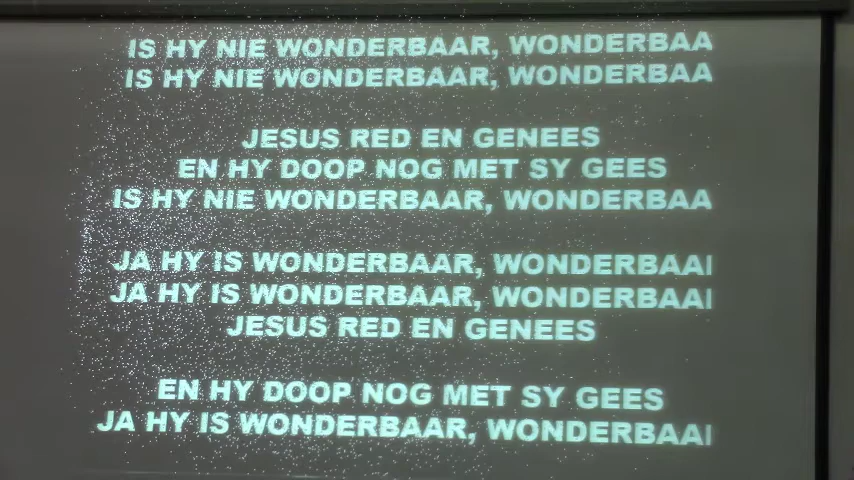 IS HY NIE WONDERBAAR, WONDERBAA
IS HY NIE WONDERBAAR, WONDERBAA
JESUS RED EN GENEES
EN HY DOOP NOG MET SY GEES
IS HY NIE WONDERBAAR, WONDERBAA
JA HY IS WONDERBAAR, WONDERBAA
JA HY IS WONDERBAAR, WONDERBAA
JESUS RED EN GENEES
EN HY DOOP NOG MET SY GEES
JA HY IS WONDERBAAR, WONDERBAA